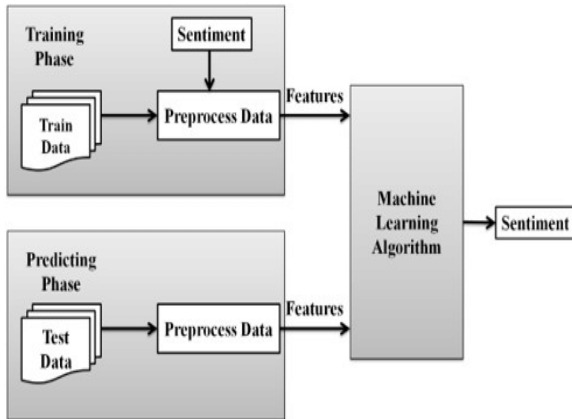 Training
Phase
Sentiment
Train
Data
Preprocess Data
Features
Machine
Learning
Algorithm
Sentiment
Predicting
Phase
Test
Data
Preprocess Data
Features